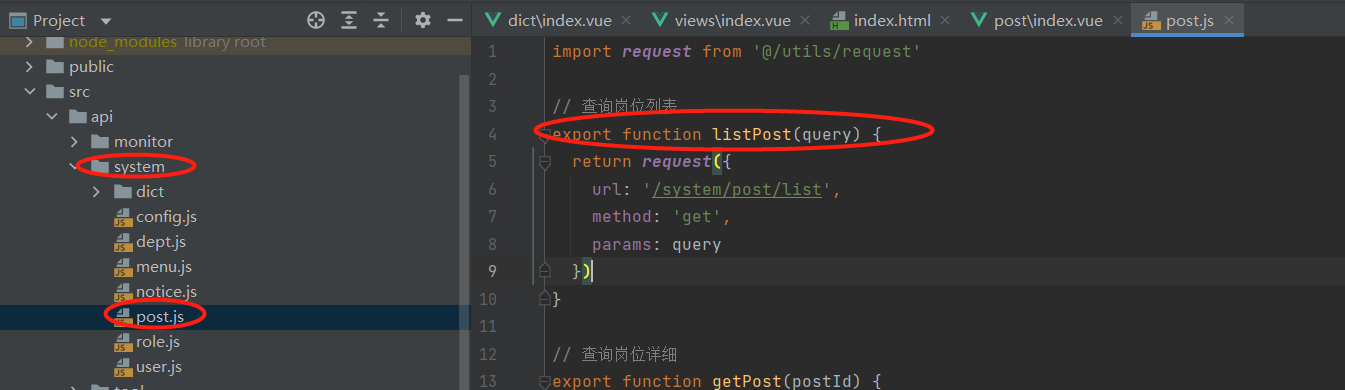 Project
dict\index.vue views\index.vue index.html post\index.vue post.js
node_modules library root
public
src
api
monitor
system
dict
config.js
dept.js
menu.js
notice.js
post.js
role.js
user.js
1 import request from '@/utils/request'
2
3 // 查询岗位列表
4 export function listPost(query) {
5 return request({
6 url: '/system/post/list',
7 method: 'get',
8 params: query
9 })
10 }
11
12 // 查询岗位详细
13 export function getPost(postId) {